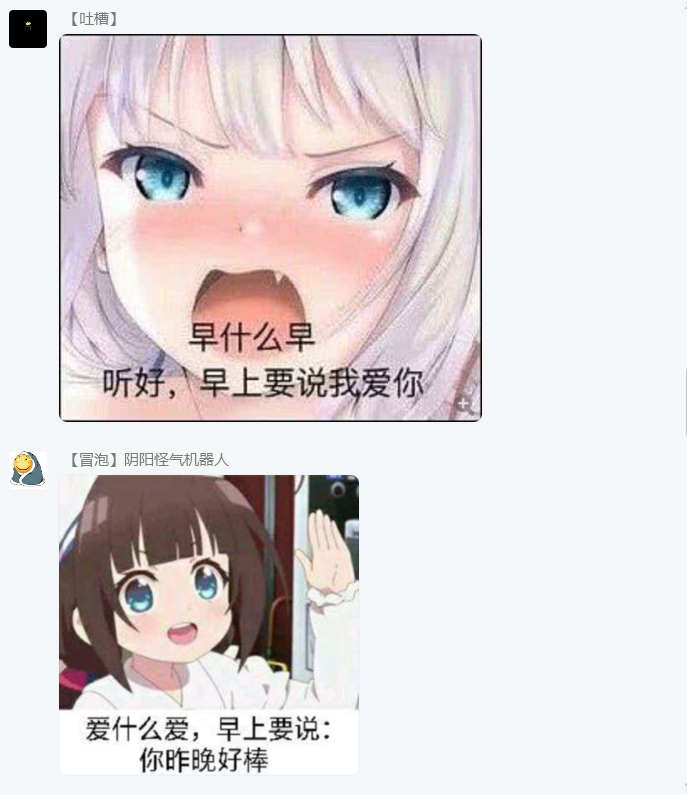 【吐槽】
早什么早
听好，早上要说我爱你
【冒泡】阴阳怪气机器人
爱什么爱，早上要说：
你昨晚好棒